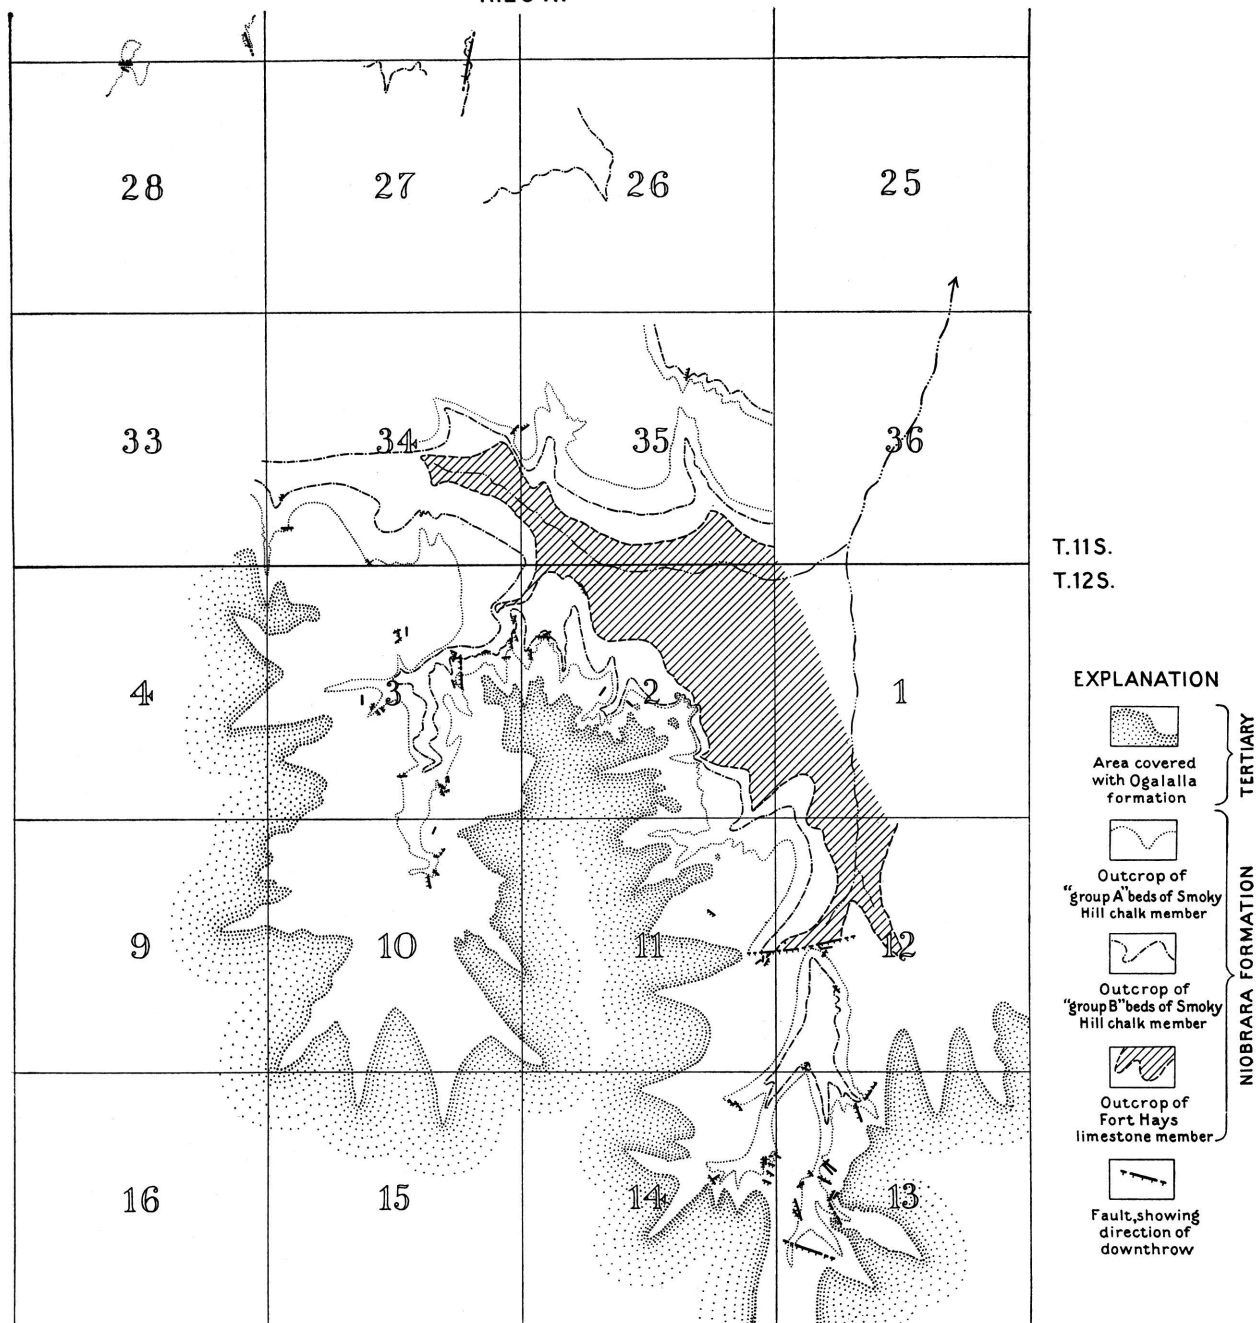 28
27
26
25
33
34
35
36
T.11S.
T.12S.
4
3
2
1
9
10
11
12
16
15
14
13
EXPLANATION
Area covered
with Ogalalla
formation
TERTIARY
Outcrop of
"group A" beds of Smoky
Hill chalk member
Outcrop of
"group B" beds of Smoky
Hill chalk member
Outcrop of
Fort Hays
limestone member
NIOBRARA FORMATION
Fault, showing
direction of
downthrow